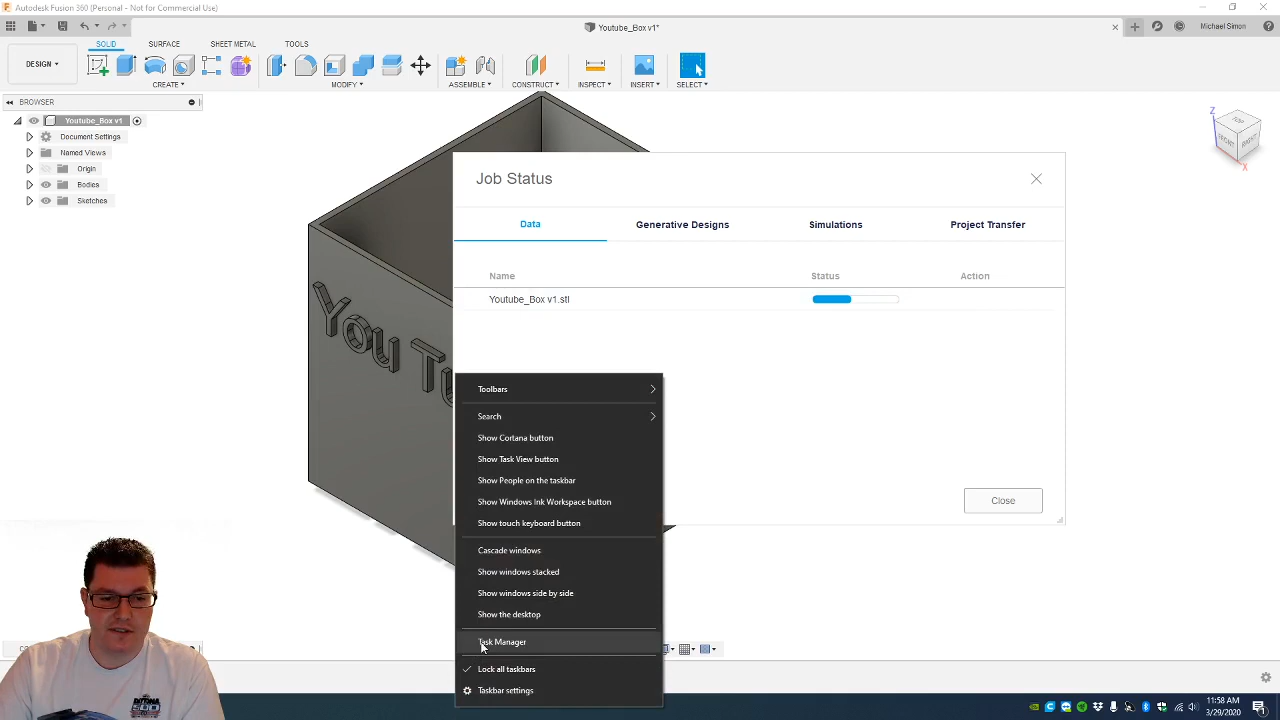 Autodesk Fusion 360 (Personal - Not for Commercial Use)
Youtube_Box v1*
Michael Simon
SOLID SURFACE SHEET METAL TOOLS
DESIGN
CREATE MODIFY ASSEMBLE CONSTRUCT INSPECT INSERT SELECT
BROWSER
Youtube_Box v1
Document Settings
Named Views
Origin
Bodies
Sketches
You Tu
TOP
FRONT
RIGHT
Z
X
Job Status
Data Generative Designs Simulations Project Transfer
Name Status Action
Youtube_Box v1.stl
Close
Toolbars
Search
Show Cortana button
Show Task View button
Show People on the taskbar
Show Windows Ink Workspace button
Show touch keyboard button
Cascade windows
Show windows stacked
Show windows side by side
Show the desktop
Task Manager
Lock all taskbars
Taskbar settings
11:58 AM
3/29/2020